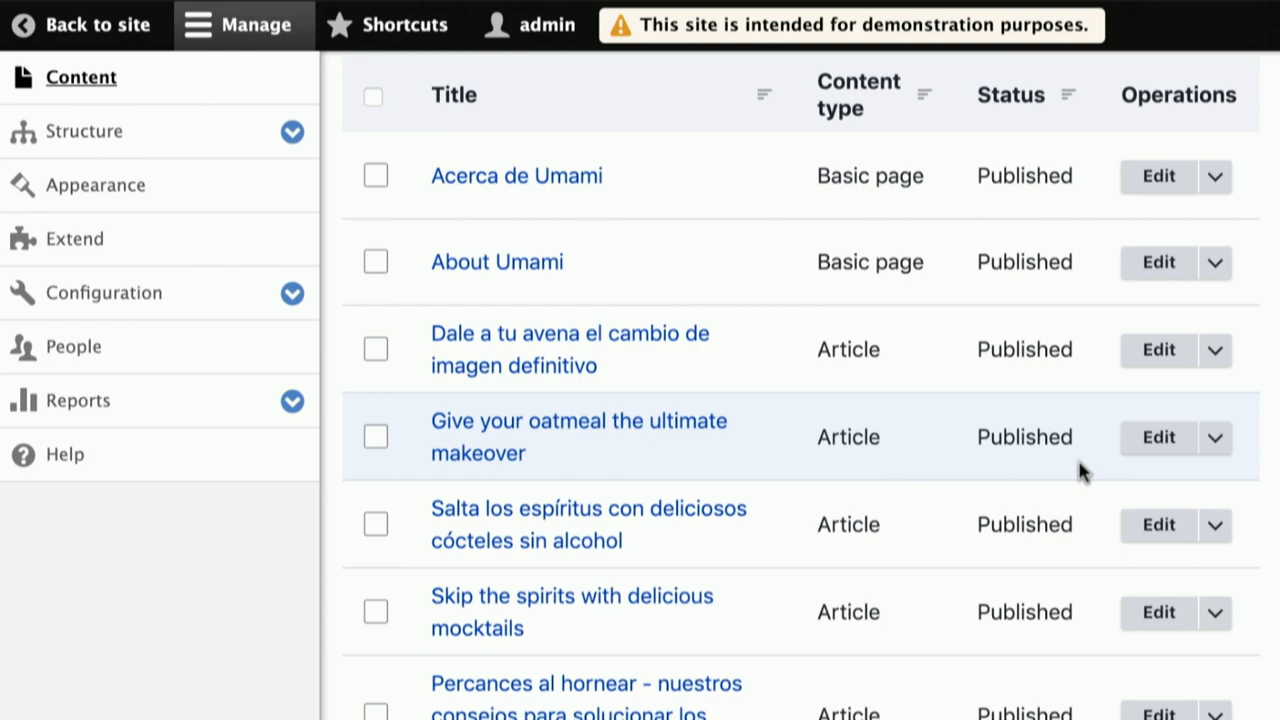 Back to site
Manage
Shortcuts
admin
This site is intended for demonstration purposes.
Content
Structure
Appearance
Extend
Configuration
People
Reports
Help
Title
Content type
Status
Operations
Acerca de Umami
Basic page
Published
Edit
About Umami
Basic page
Published
Edit
Dale a tu avena el cambio de
imagen definitivo
Article
Published
Edit
Give your oatmeal the ultimate
makeover
Article
Published
Edit
Salta los espíritus con deliciosos
cócteles sin alcohol
Article
Published
Edit
Skip the spirits with delicious
mocktails
Article
Published
Edit
Percances al hornear - nuestros
consejos para solucionar los
Article
Published
Edit